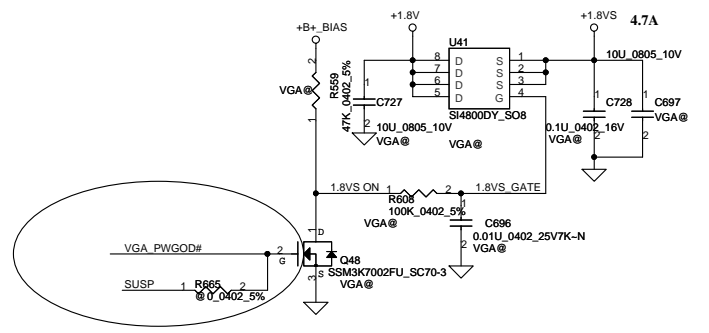 +B+_BIAS
+1.8V
+1.8VS
4.7A
U41
8
7
6
5
D
D
D
D
S
S
S
G
1
2
3
4
SI4800DY_SO8
VGA@
2
1
VGA@
R559
47K_0402_5%
1
2
C727
10U_0805_10V
VGA@
10U_0805_10V
1
2
C728
0.1U_0402_16V
VGA@
1
2
C697
VGA@
1.8VS ON
1
2
R608
100K_0402_5%
VGA@
1.8VS_GATE
1
2
C696
0.01U_0402_25V7K~N
VGA@
VGA_PWGOD#
2
G
1
D
3
S
Q48
SSM3K7002FU_SC70-3
VGA@
SUSP
1
2
R665
@0_0402_5%